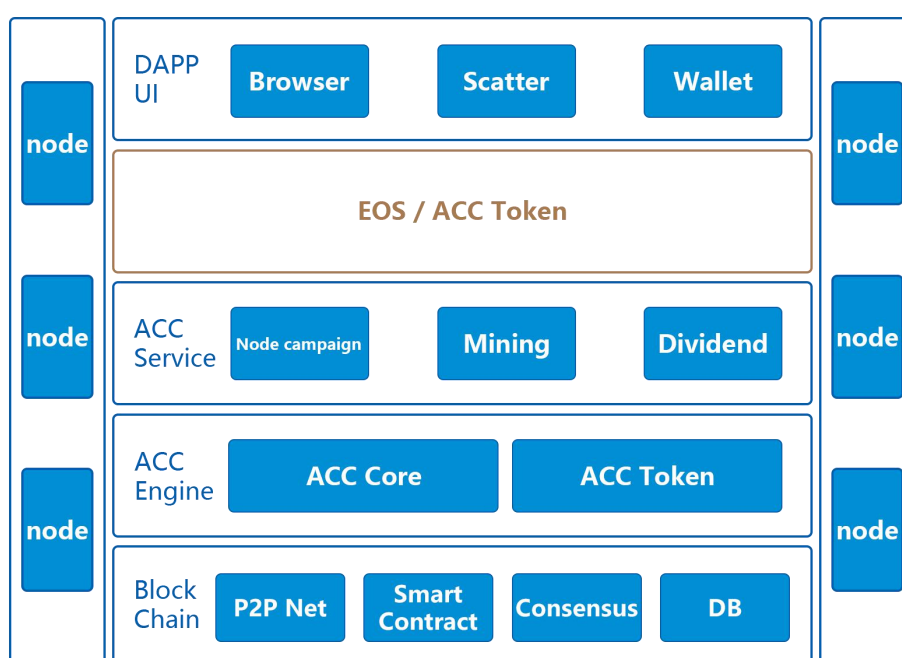 DAPP
UI
Browser
Scatter
Wallet
node
node
EOS / ACC Token
ACC
Service
Node campaign
Mining
Dividend
node
node
ACC
Engine
ACC Core
ACC Token
node
node
Block
Chain
P2P Net
Smart
Contract
Consensus
DB